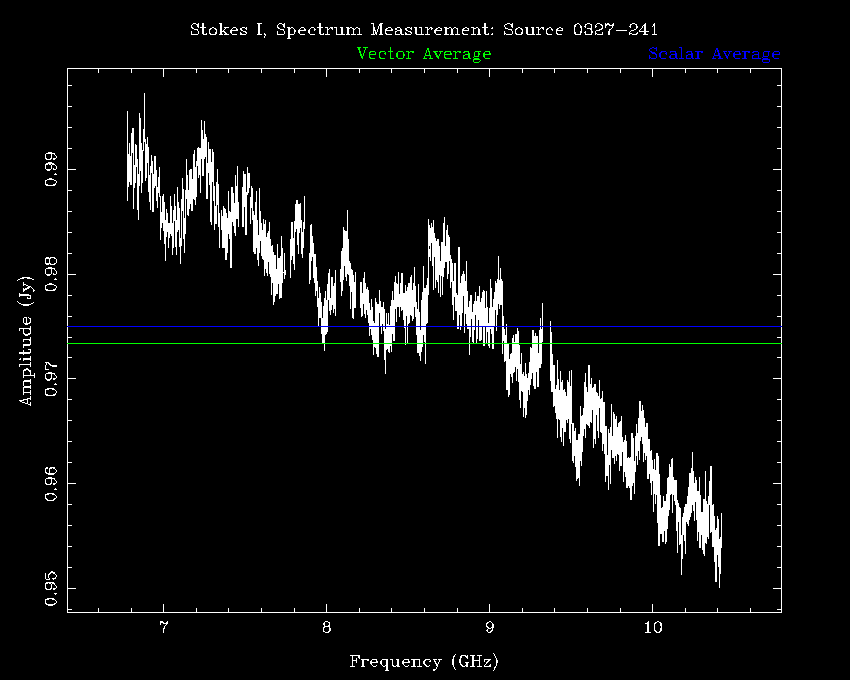 Stokes I, Spectrum Measurement: Source 0327-241
Vector Average Scalar Average
0.99
0.98
0.97
0.96
0.95
Amplitude (Jy)
7 8 9 10
Frequency (GHz)